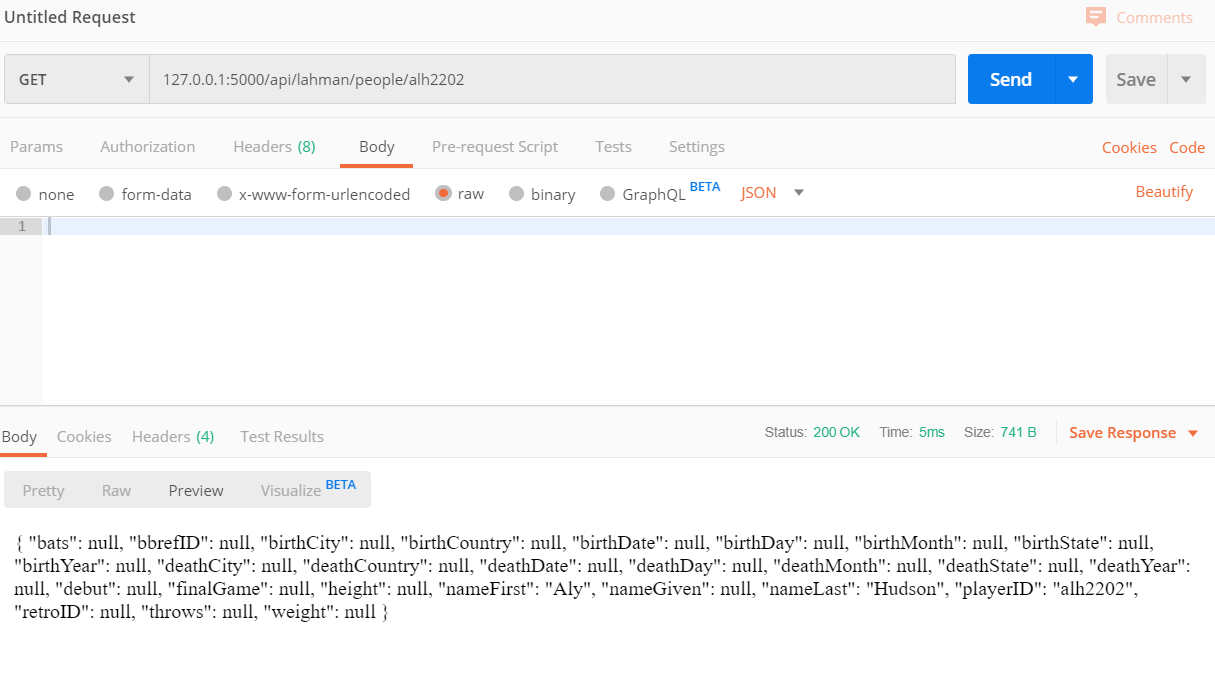 Untitled Request
Comments
GET 127.0.0.1:5000/api/lahman/people/alh2202 Send Save
Params Authorization Headers (8) Body Pre-request Script Tests Settings Cookies Code
none form-data x-www-form-urlencoded raw binary GraphQL BETA JSON Beautify
1
Body Cookies Headers (4) Test Results Status: 200 OK Time: 5ms Size: 741 B Save Response
Pretty Raw Preview Visualize BETA
{ "bats": null, "bbrefID": null, "birthCity": null, "birthCountry": null, "birthDate": null, "birthDay": null, "birthMonth": null, "birthState": null,
"birthYear": null, "deathCity": null, "deathCountry": null, "deathDate": null, "deathDay": null, "deathMonth": null, "deathState": null, "deathYear":
null, "debut": null, "finalGame": null, "height": null, "nameFirst": "Aly", "nameGiven": null, "nameLast": "Hudson", "playerID": "alh2202",
"retroID": null, "throws": null, "weight": null }